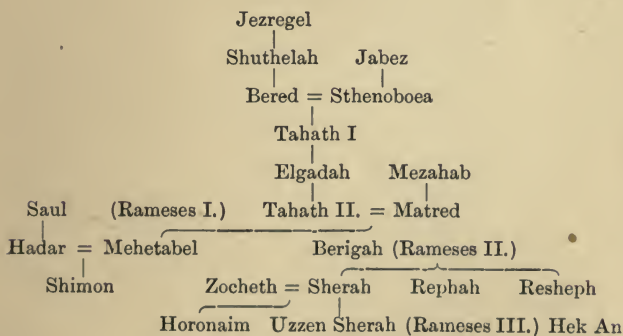 Jezregel
Shuthelah Jabez
Bered = Sthenoboea
Tahath I
Elgadah Mezahab
Saul (Rameses I.) Tahath II. = Matred
Hadar = Mehetabel Berigah (Rameses II.)
Shimon Zocheth = Sherah Rephah Resheph
Horonaim Uzzen Sherah (Rameses III.) Hek An